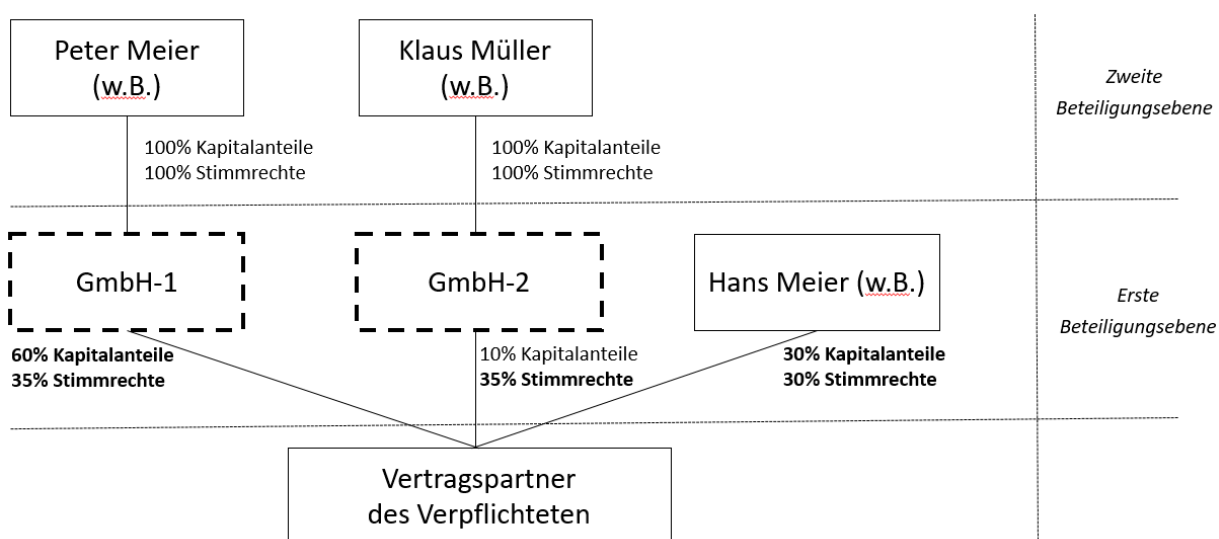 Peter Meier
(w.B.)
Klaus Müller
(w.B.)
Zweite
Beteiligungsebene
100% Kapitalanteile
100% Stimmrechte
100% Kapitalanteile
100% Stimmrechte
GmbH-1
GmbH-2
Hans Meier (w.B.)
Erste
Beteiligungsebene
60% Kapitalanteile
35% Stimmrechte
10% Kapitalanteile
35% Stimmrechte
30% Kapitalanteile
30% Stimmrechte
Vertragspartner
des Verpflichteten